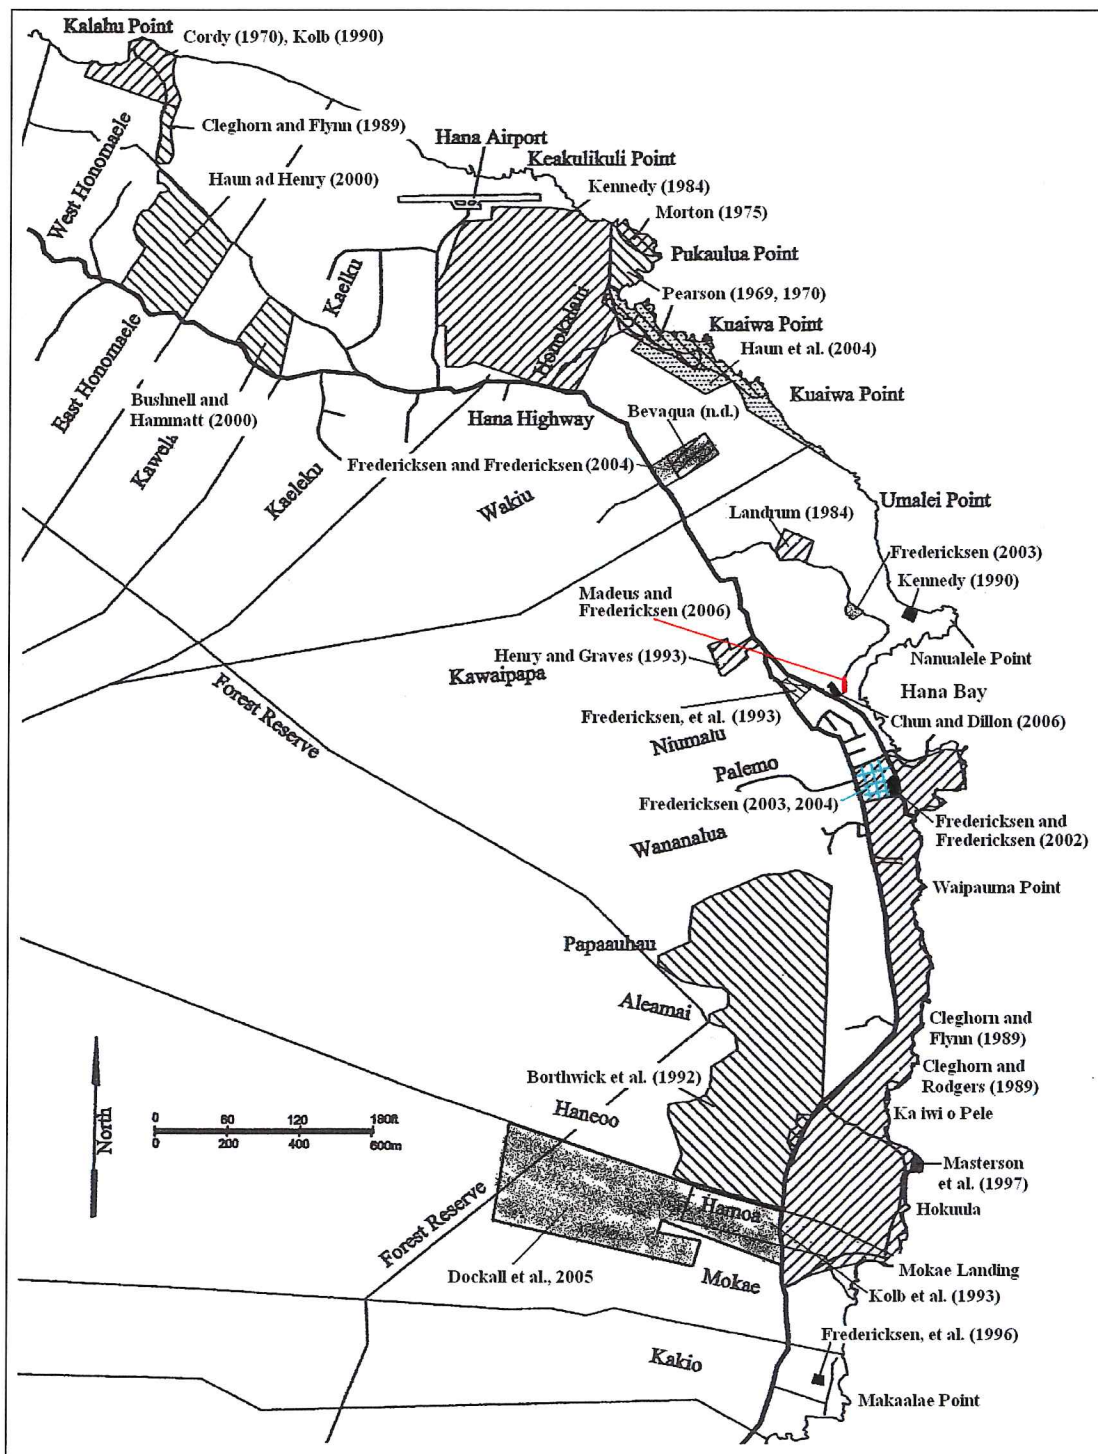 Kalahu Point
Cordy (1970), Kolb (1990)
Cleghorn and Flynn (1989)
Hana Airport
Keakulikuli Point
West Honomaele
Haun ad Henry (2000)
Kennedy (1984)
Morton (1975)
Pukaulua Point
Kaelku
Pearson (1969, 1970)
Honokalani
Kuaiwa Point
Haun et al. (2004)
East Honomaele
Kuaiwa Point
Bushnell and
Hammatt (2000)
Hana Highway
Bevaqua (n.d.)
Kawela
Kaeleku
Fredericksen and Fredericksen (2004)
Wakiu
Umalei Point
Landrum (1984)
Fredericksen (2003)
Kennedy (1990)
Madeus and
Fredericksen (2006)
Henry and Graves (1993)
Nanualele Point
Kawaipapa
Hana Bay
Forest Reserve
Fredericksen, et al. (1993)
Chun and Dillon (2006)
Niumalu
Palemo
Fredericksen (2003, 2004)
Fredericksen and
Fredericksen (2002)
Wananalua
Waipauma Point
Papaauhau
Aleamai
Cleghorn and
Flynn (1989)
Borthwick et al. (1992)
Cleghorn and
Rodgers (1989)
Haneoo
Ka iwi o Pele
North
0 60 120 180ft
0 200 400 600m
Masterson
et al. (1997)
Hamoa
Hokuula
Forest Reserve
Dockall et al., 2005
Mokae
Mokae Landing
Kolb et al. (1993)
Fredericksen, et al. (1996)
Kakio
Makaalae Point